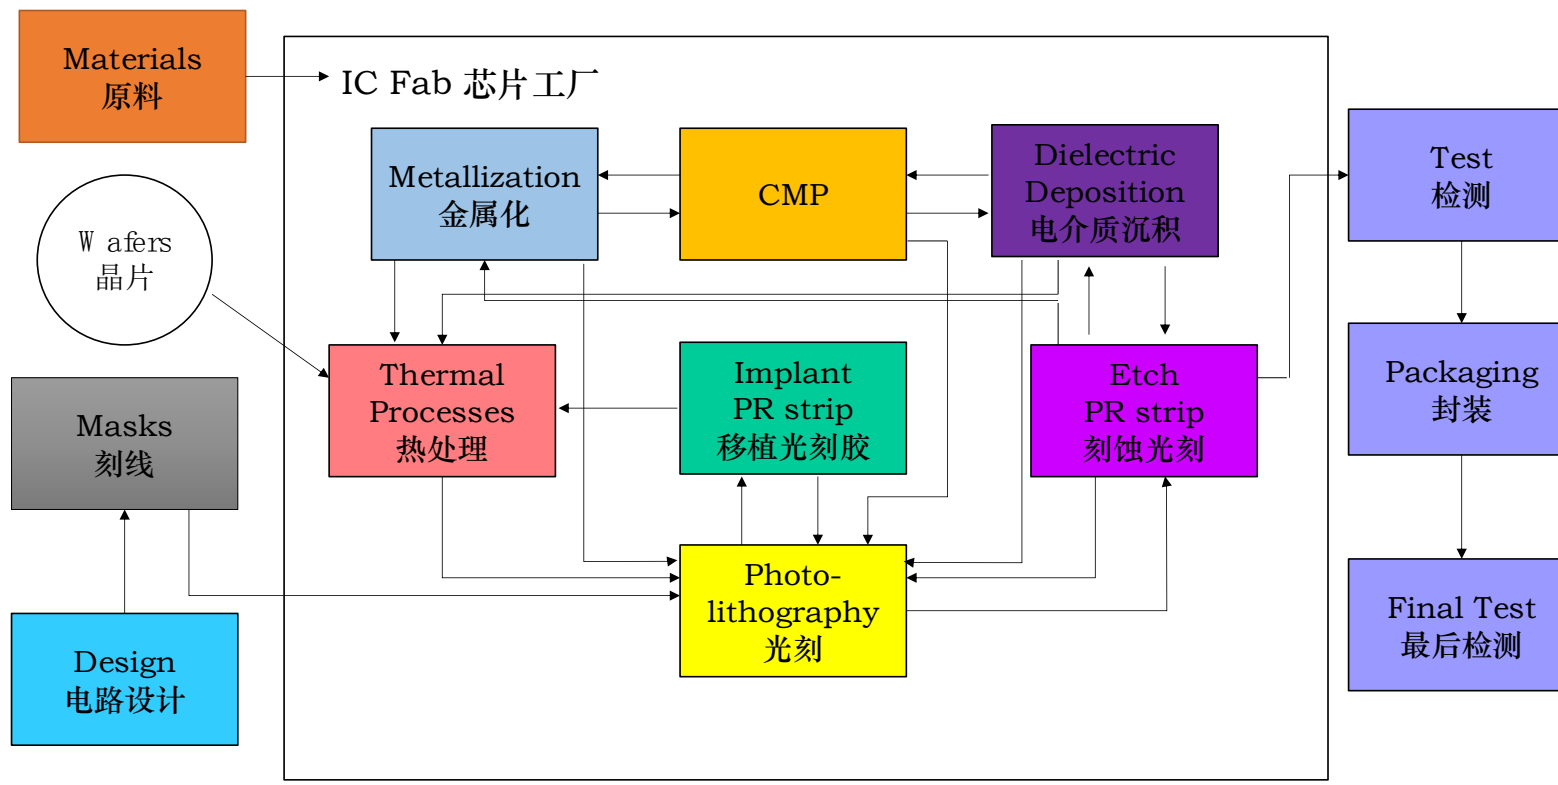 Materials
原料
IC Fab 芯片工厂
Metallization
金属化
CMP
Dielectric
Deposition
电介质沉积
Test
检测
W afers
晶片
Thermal
Processes
热处理
Implant
PR strip
移植光刻胶
Etch
PR strip
刻蚀光刻
Packaging
封装
Masks
刻线
Photo-
lithography
光刻
Final Test
最后检测
Design
电路设计